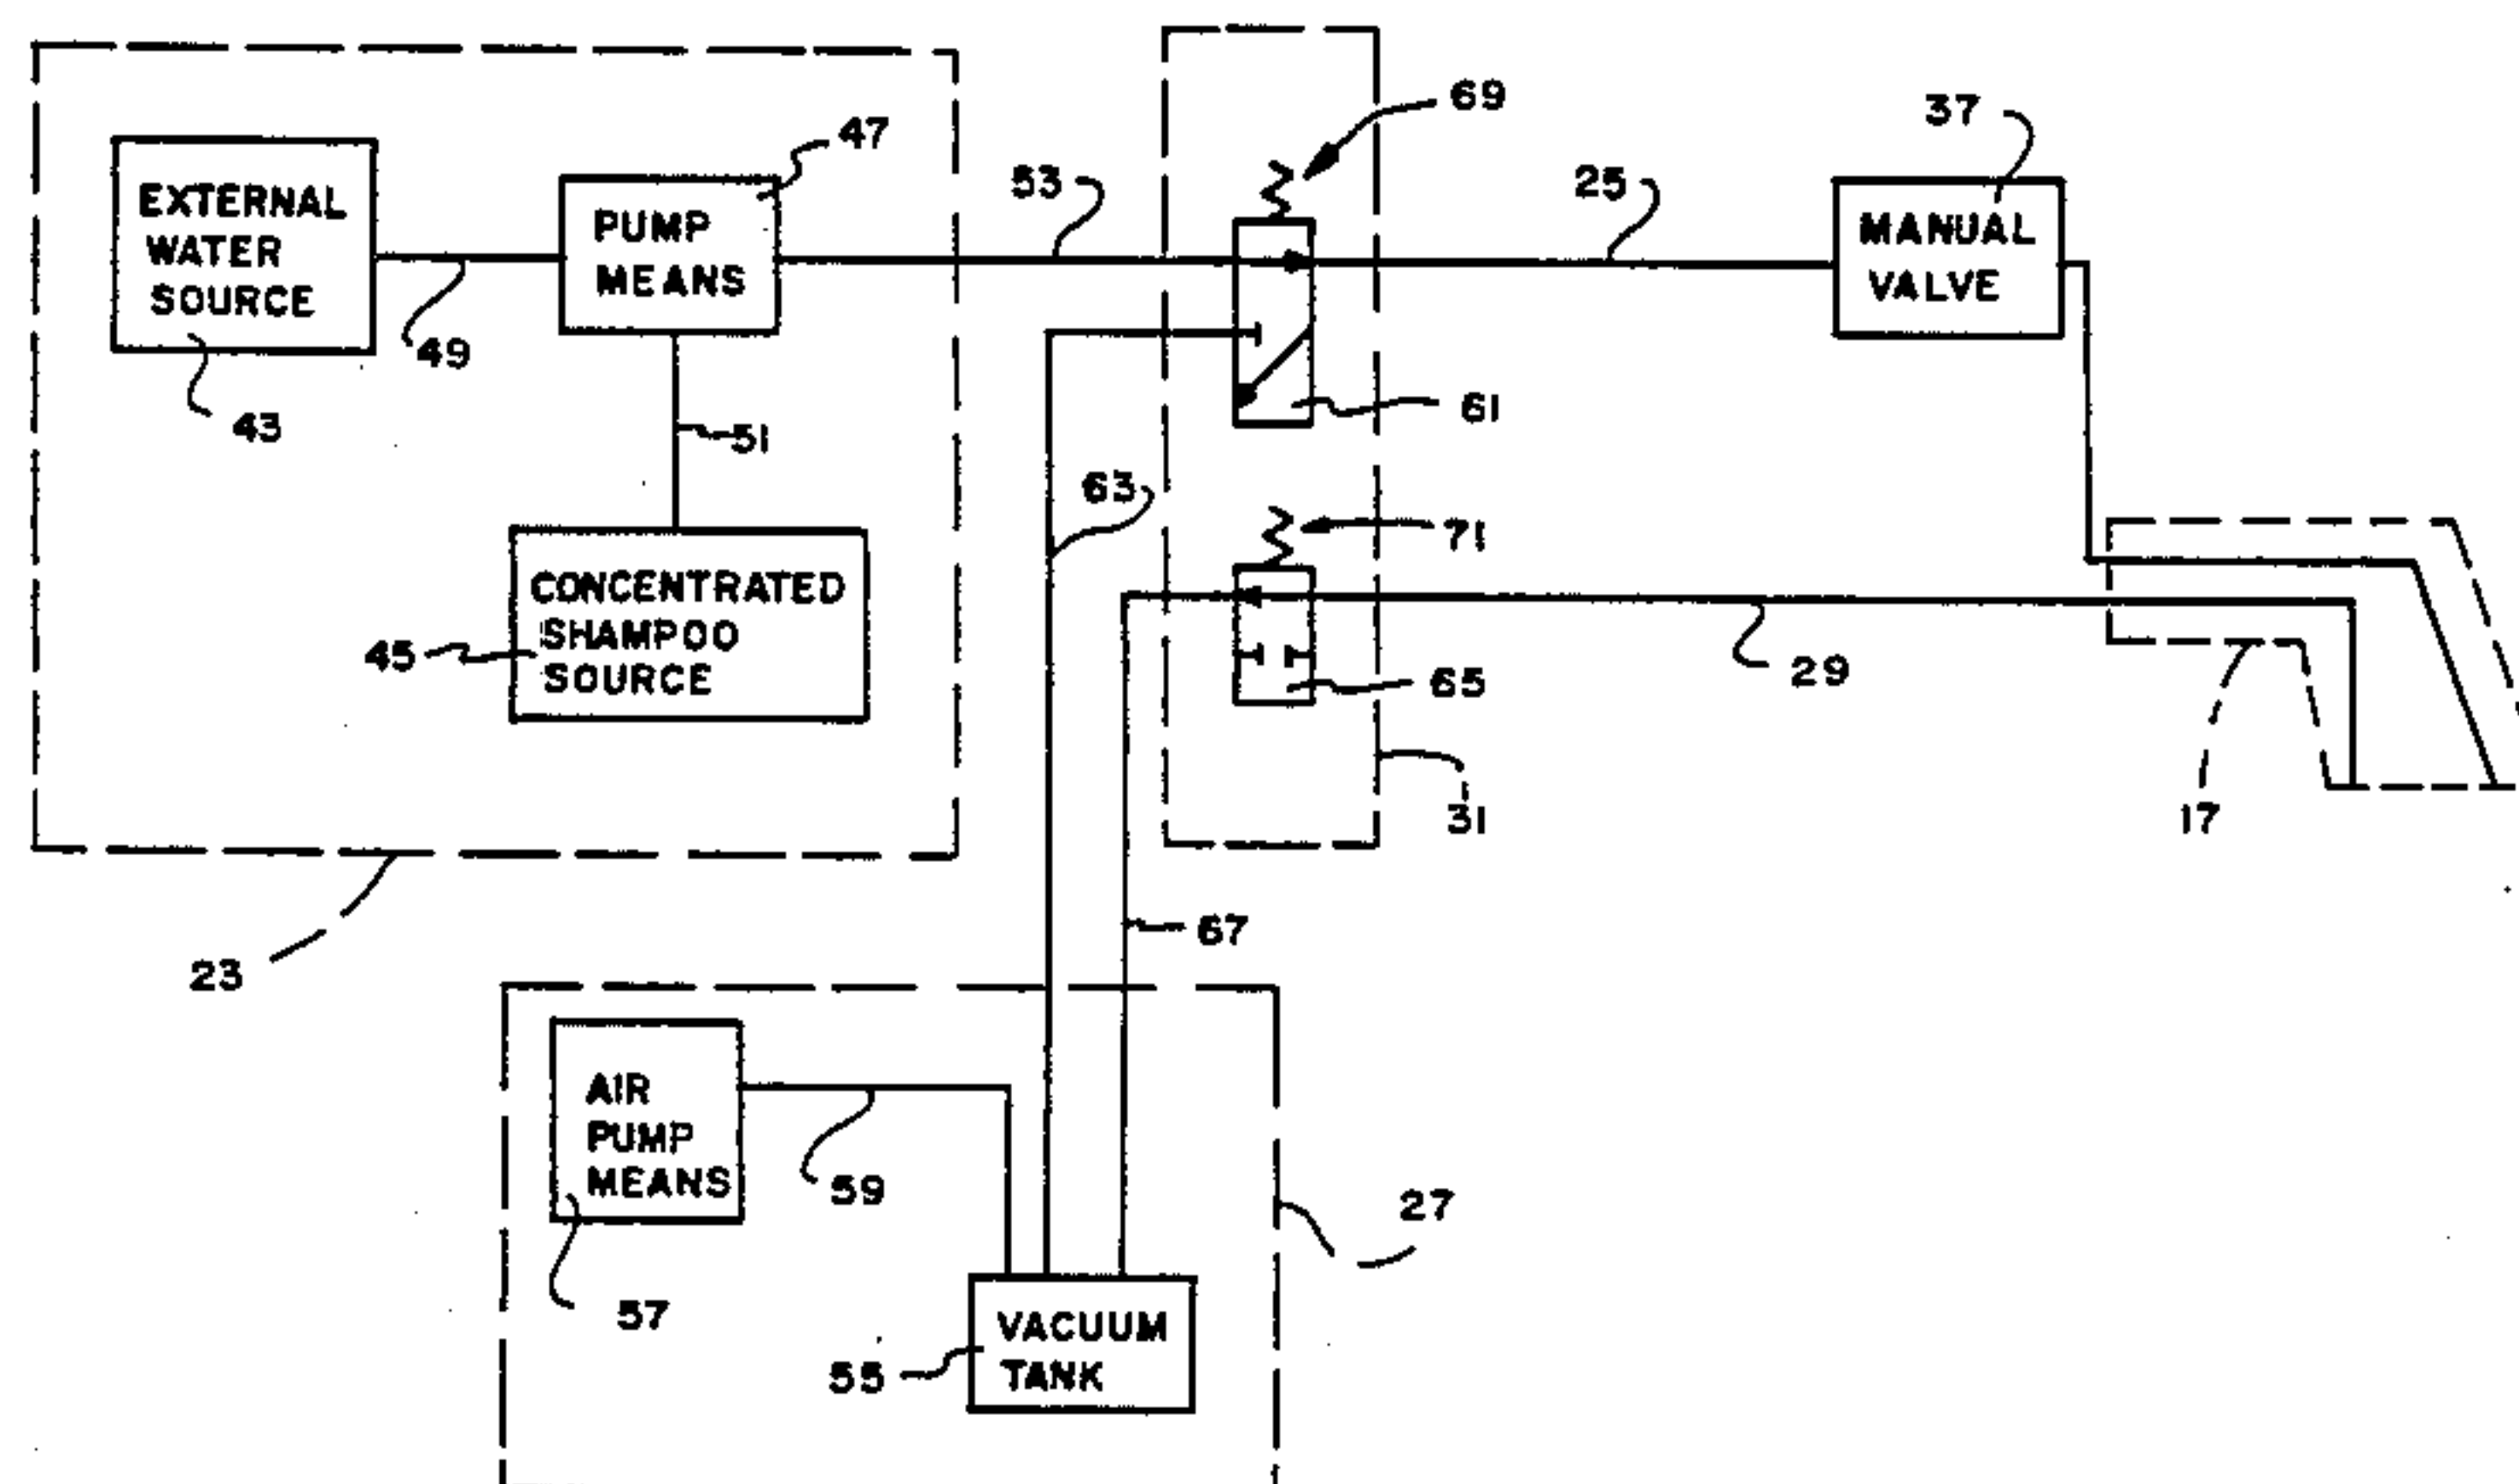 69
37
47
EXTERNAL
WATER
SOURCE
PUMP
MEANS
53
25
MANUAL
VALVE
49
43
51
61
63
71
CONCENTRATED
SHAMPOO
SOURCE
45
65
29
31
17
67
23
AIR
PUMP
MEANS
59
27
57
VACUUM
TANK
55